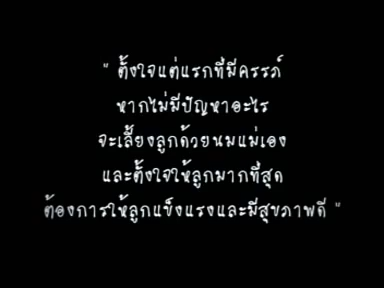 " ตั้งใจแต่แรกที่มีครรภ์
หากไม่มีปัญหาอะไร
จะเลี้ยงลูกด้วยนมแม่เอง
และตั้งใจให้ลูกมากที่สุด
ต้องการให้ลูกแข็งแรงและมีสุขภาพดี "